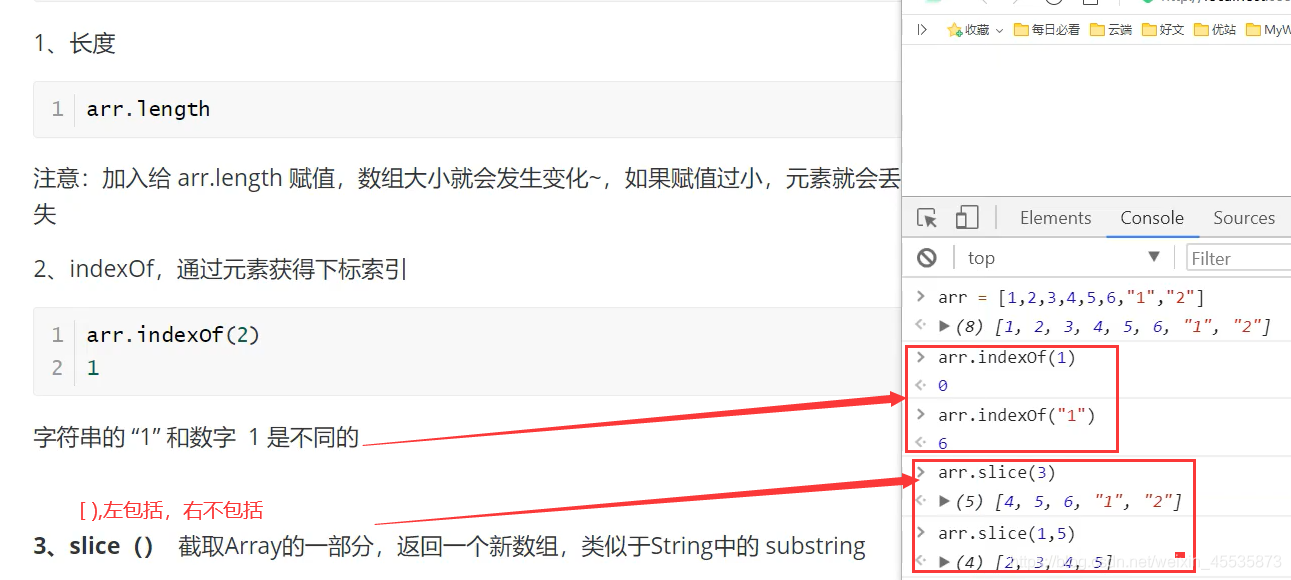 1、长度
1 arr.length
注意：加入给 arr.length 赋值，数组大小就会发生变化~，如果赋值过小，元素就会丢
失
2、indexOf，通过元素获得下标索引
1 arr.indexOf(2)
2 1
字符串的 “1” 和数字 1 是不同的
[ ),左包括，右不包括
3、slice（） 截取Array的一部分，返回一个新数组，类似于String中的 substring
收藏 每日必看 云端 好文 优站 MyW
Elements Console Sources
top Filter
> arr = [1,2,3,4,5,6,"1","2"]
(8) [1, 2, 3, 4, 5, 6, "1", "2"]
> arr.indexOf(1)
0
> arr.indexOf("1")
6
> arr.slice(3)
(5) [4, 5, 6, "1", "2"]
> arr.slice(1,5)
(4) [2, 3, 4, 5]
https://blog.csdn.net/weixin_45535873